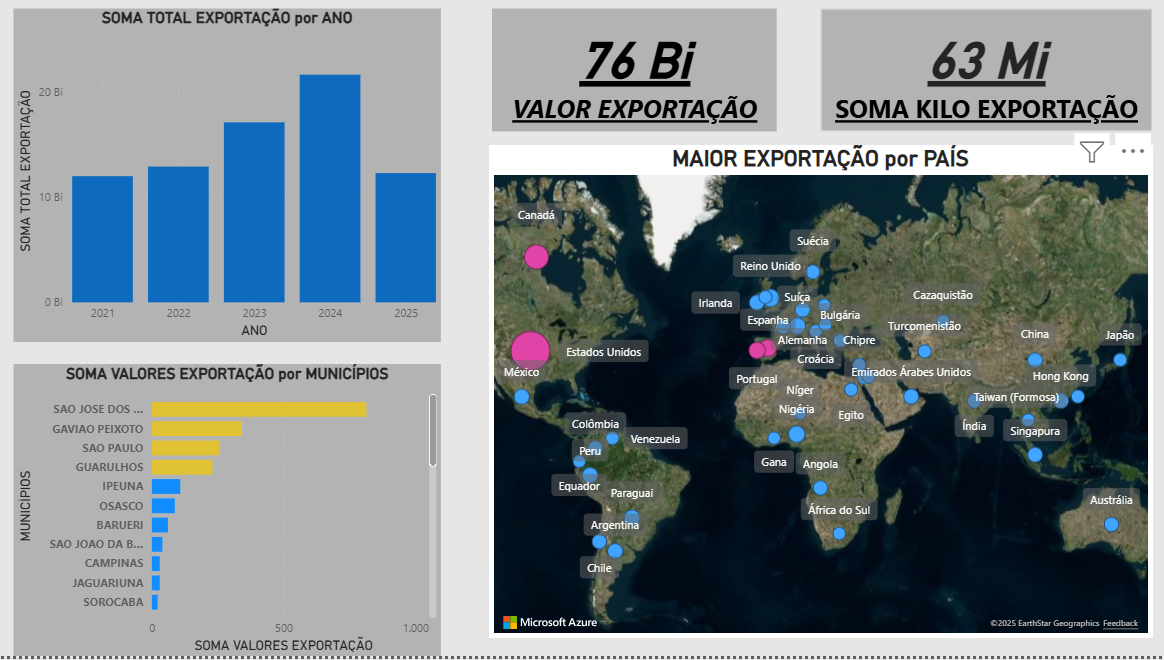 SOMA TOTAL EXPORTAÇÃO por ANO
SOMA TOTAL EXPORTAÇÃO
20 Bi
10 Bi
0 Bi
2021
2022
2023
2024
2025
ANO
76 Bi
VALOR EXPORTAÇÃO
63 Mi
SOMA KILO EXPORTAÇÃO
SOMA VALORES EXPORTAÇÃO por MUNICÍPIOS
MUNICÍPIOS
SAO JOSE DOS ...
GAVIAO PEIXOTO
SAO PAULO
GUARULHOS
IPEUNA
OSASCO
BARUERI
SAO JOAO DA B...
CAMPINAS
JAGUARIUNA
SOROCABA
0
500
1.000
SOMA VALORES EXPORTAÇÃO
MAIOR EXPORTAÇÃO por PAÍS
Canadá
Suécia
Reino Unido
Irlanda
Suíça
Cazaquistão
Espanha
Bulgária
Turcomenistão
Alemanha
Chipre
China
Japão
Estados Unidos
Croácia
México
Portugal
Emirados Árabes Unidos
Hong Kong
Níger
Taiwan (Formosa)
Nigéria
Egito
Colômbia
Índia
Singapura
Venezuela
Peru
Gana
Angola
Equador
Paraguai
Austrália
África do Sul
Argentina
Chile
Microsoft Azure
©2025 EarthStar Geographics Feedback